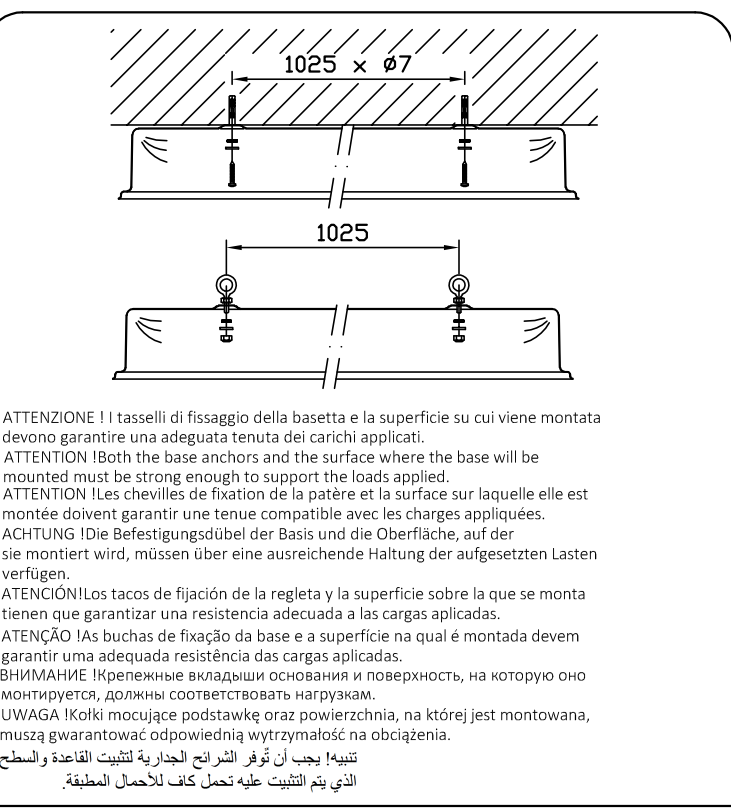 1025 x Ø7
1025
ATTENZIONE ! I tasselli di fissaggio della basetta e la superficie su cui viene montata
devono garantire una adeguata tenuta dei carichi applicati.
ATTENTION !Both the base anchors and the surface where the base will be
mounted must be strong enough to support the loads applied.
ATTENTION !Les chevilles de fixation de la patère et la surface sur laquelle elle est
montée doivent garantir une tenue compatible avec les charges appliquées.
ACHTUNG !Die Befestigungsdübel der Basis und die Oberfläche, auf der
sie montiert wird, müssen über eine ausreichende Haltung der aufgesetzten Lasten
verfügen.
ATENCIÓN!Los tacos de fijación de la regleta y la superficie sobre la que se monta
tienen que garantizar una resistencia adecuada a las cargas aplicadas.
ATENÇÃO !As buchas de fixação da base e a superfície na qual é montada devem
garantir uma adequada resistência das cargas aplicadas.
ВНИМАНИЕ !Крепежные вкладыши основания и поверхность, на которую оно
монтируется, должны соответствовать нагрузкам.
UWAGA !Kołki mocujące podstawkę oraz powierzchnia, na której jest montowana,
muszą gwarantować odpowiednią wytrzymałość na obciążenia.
تنبيه! يجب أن تُوفر الشرائح الجدارية لتثبيت القاعدة والسطح
الذي يتم التثبيت عليه تحمل كاف للأحمال المطبقة.